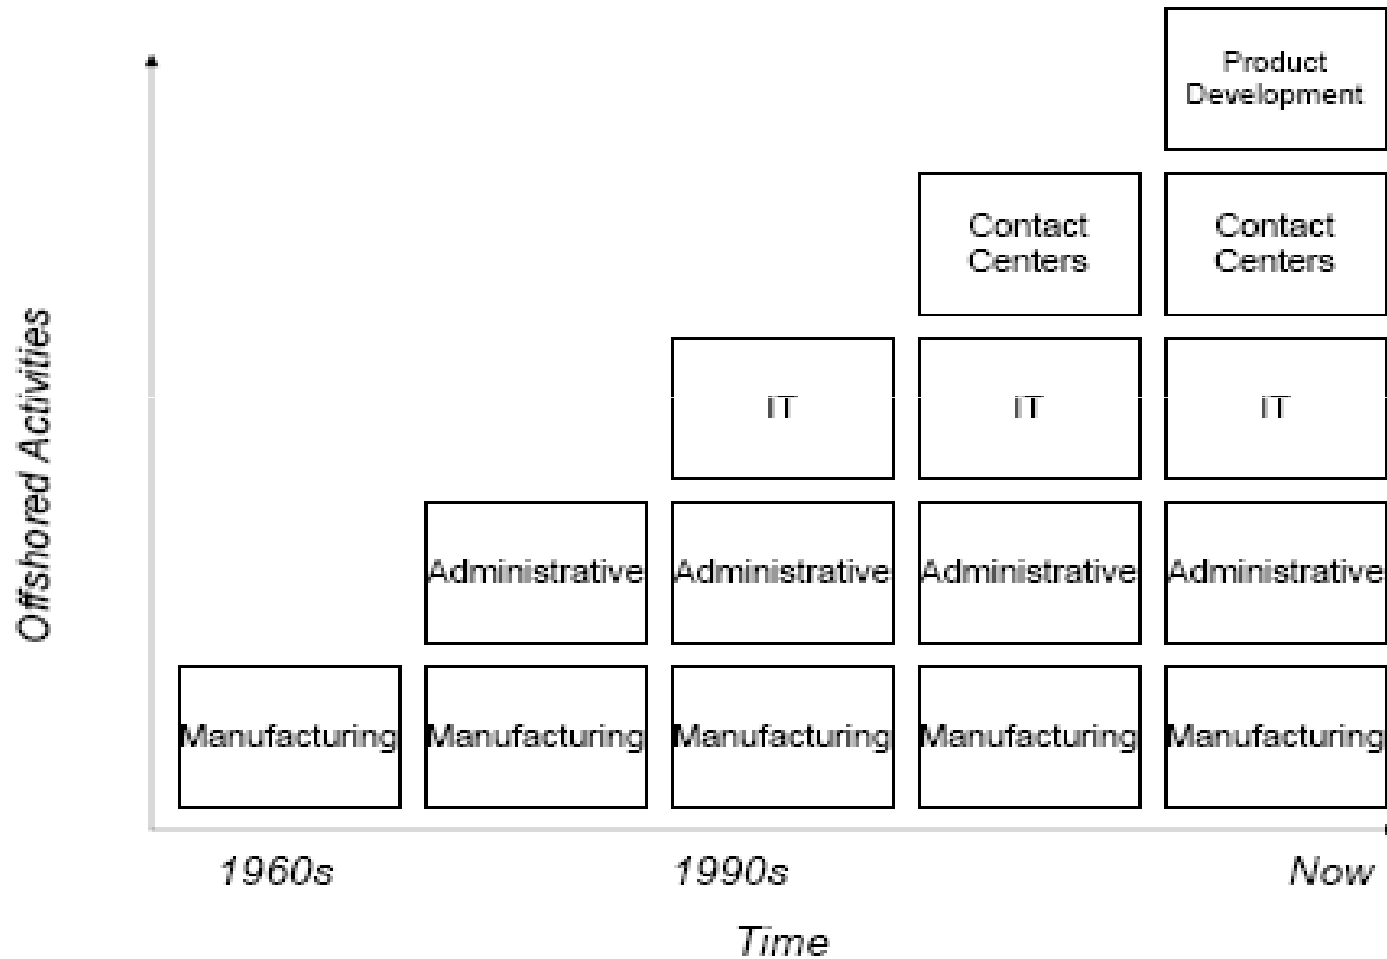 Product
Development
Contact
Centers
Contact
Centers
IT
IT
IT
Administrative
Administrative
Administrative
Administrative
Manufacturing
Manufacturing
Manufacturing
Manufacturing
Manufacturing
Offshored Activities
1960s
1990s
Now
Time